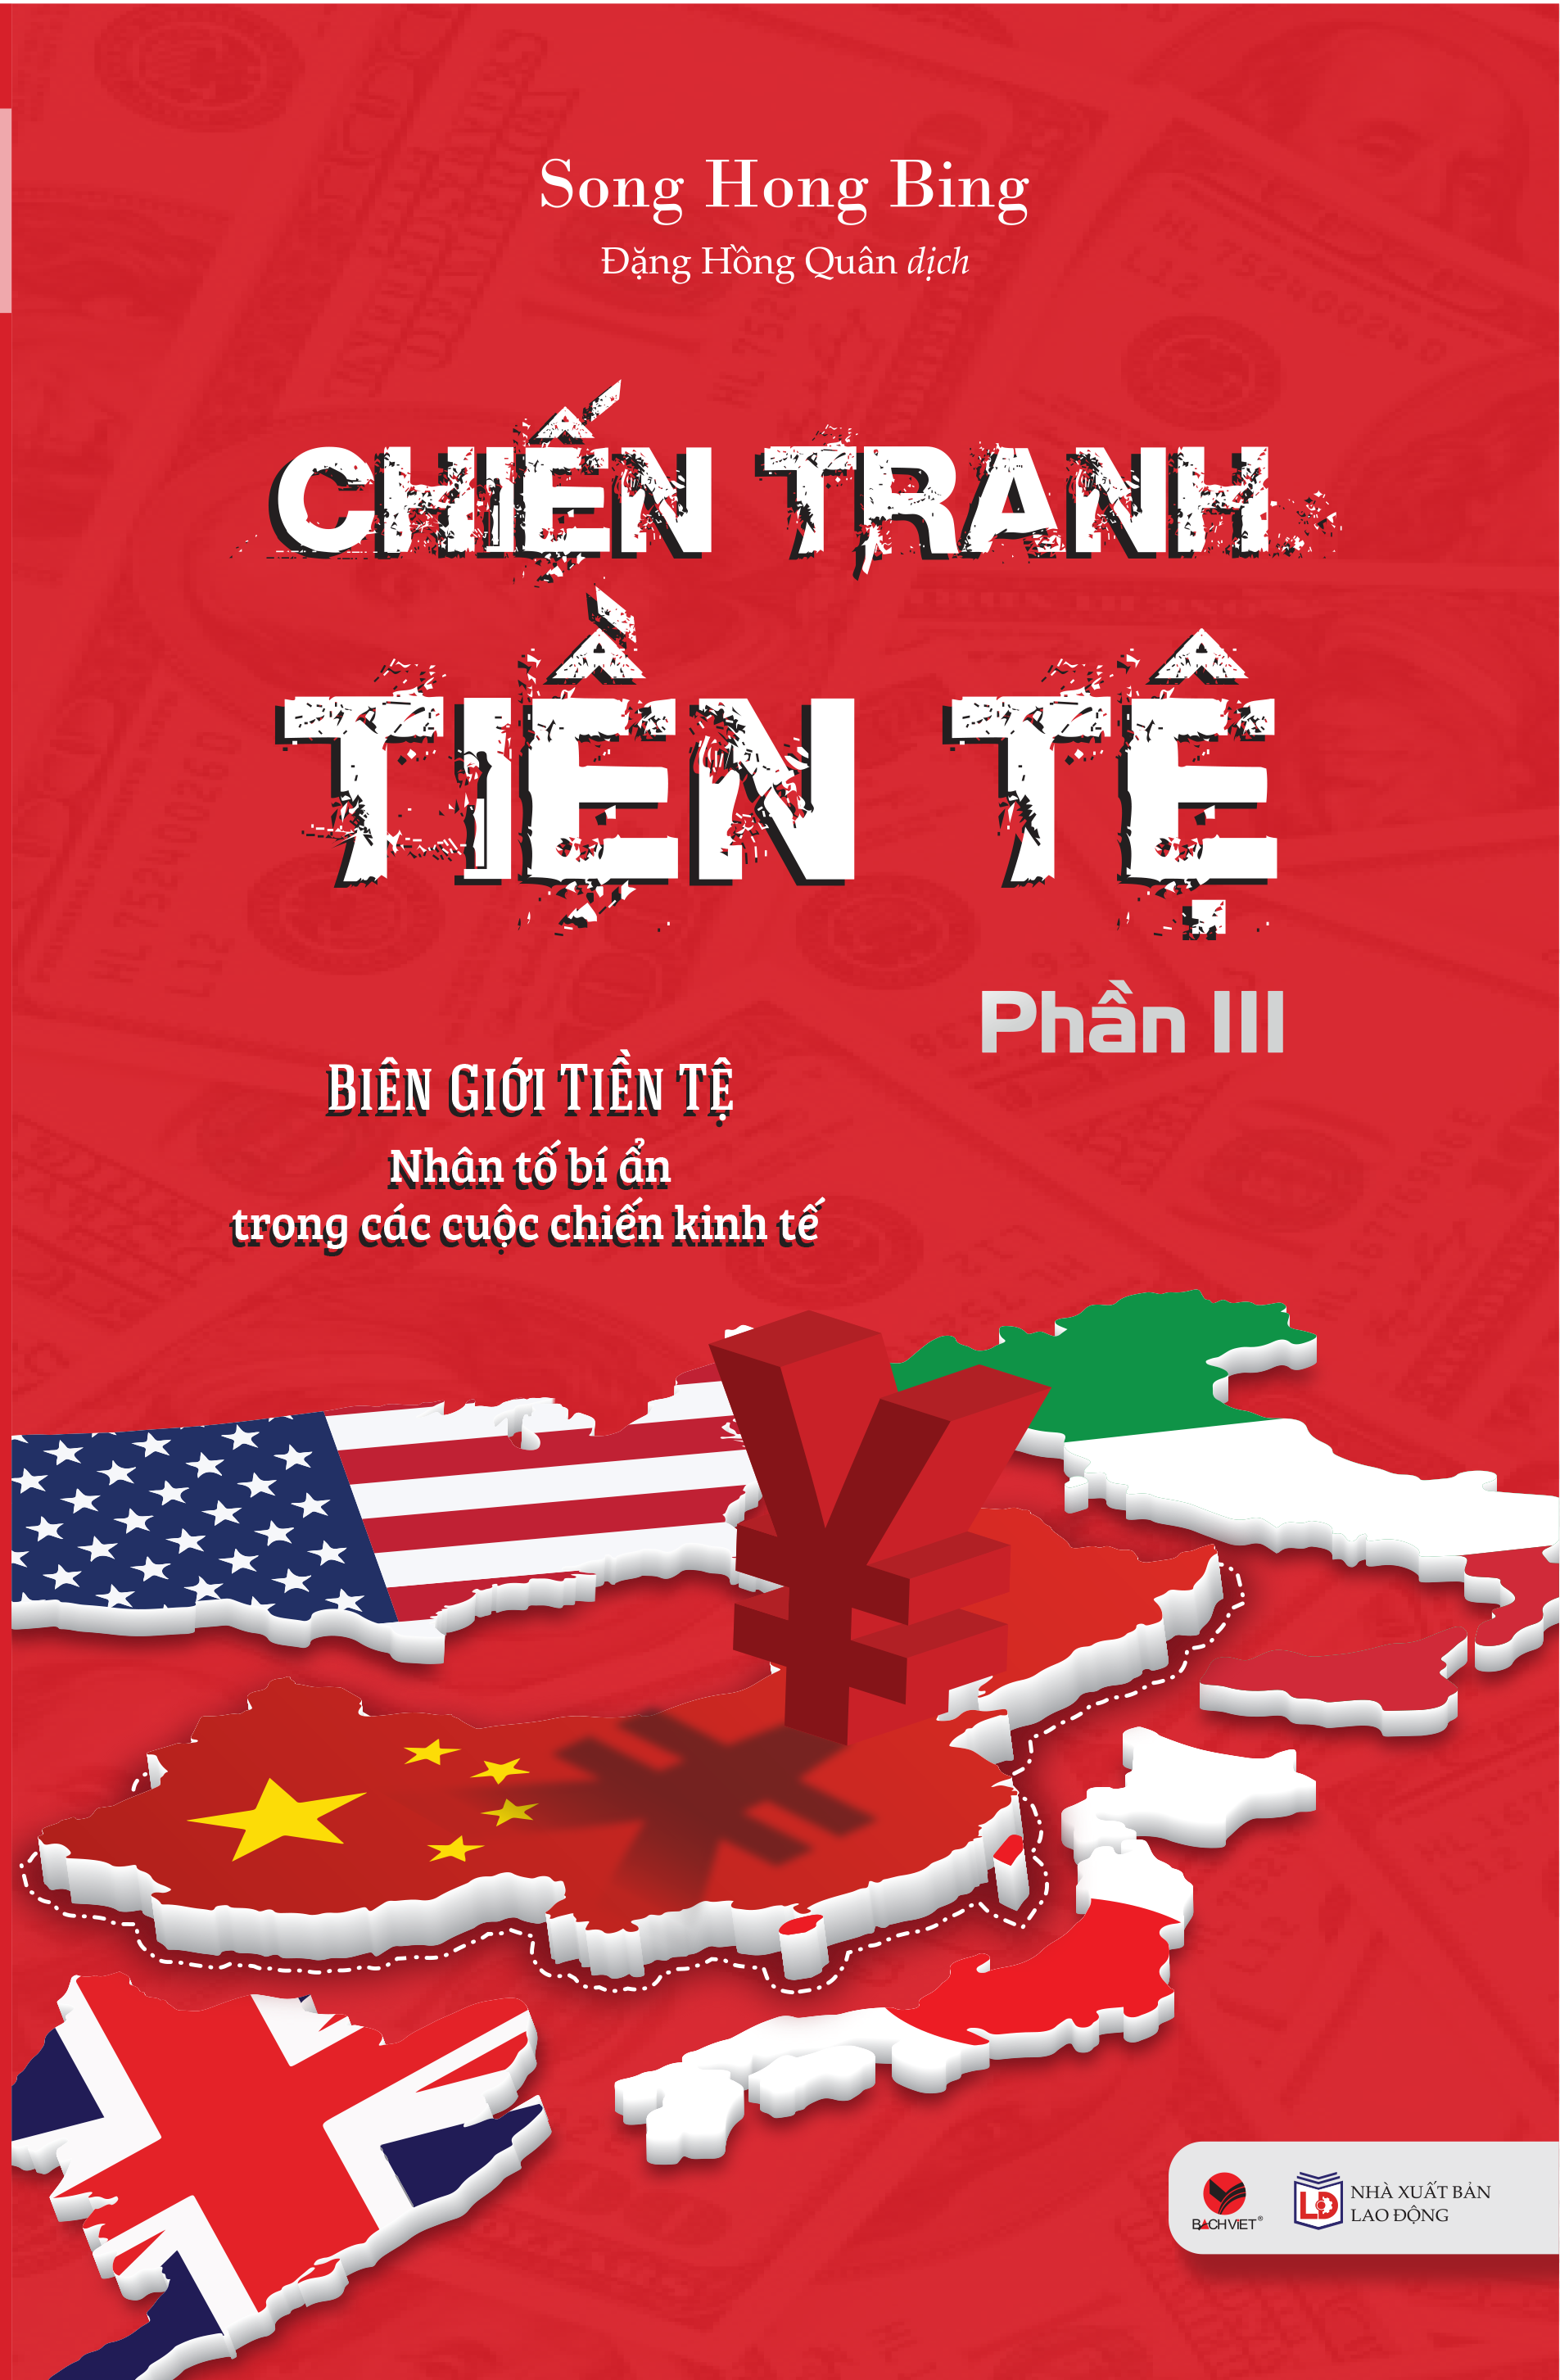 Song Hong Bing
Đặng Hồng Quân dịch
CHIẾN TRANH
TIỀN TỆ
Phần III
BIÊN GIỚI TIỀN TỆ
Nhân tố bí ẩn
trong các cuộc chiến kinh tế
BACHVIET®
LD
NHÀ XUẤT BẢN
LAO ĐỘNG